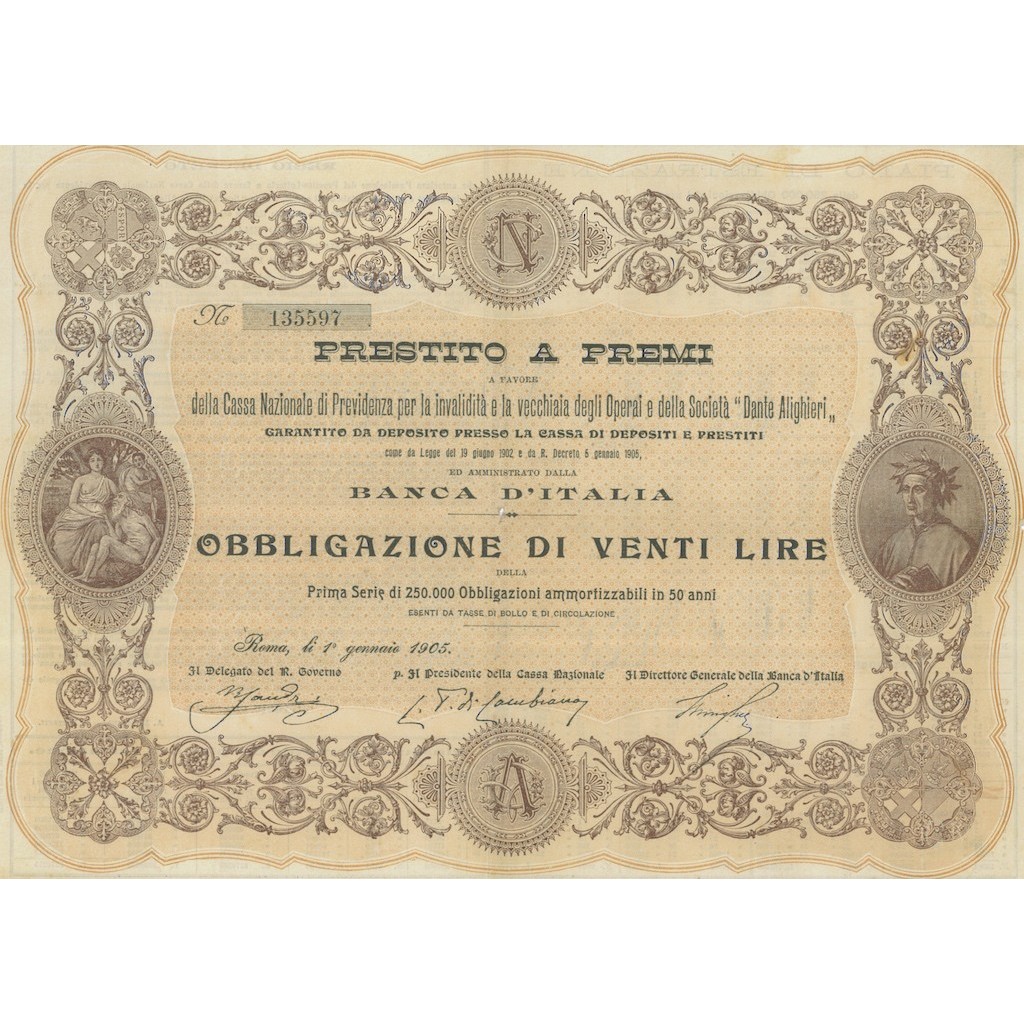 № 135597
PRESTITO A PREMI
A FAVORE
della Cassa Nazionale di Previdenza per la invalidità e la vecchiaia degli Operai e della Società "Dante Alighieri„
GARANTITO DA DEPOSITO PRESSO LA CASSA DI DEPOSITI E PRESTITI
come da Legge del 19 giugno 1902 e da R. Decreto 5 gennaio 1905,
ED AMMINISTRATO DALLA
BANCA D'ITALIA
OBBLIGAZIONE DI VENTI LIRE
DELLA
Prima Serie di 250.000 Obbligazioni ammortizzabili in 50 anni
ESENTI DA TASSE DI BOLLO E DI CIRCOLAZIONE
Roma, li 1° gennaio 1905.
Il Delegato del R. Governo p. Il Presidente della Cassa Nazionale Il Direttore Generale della Banca d'Italia